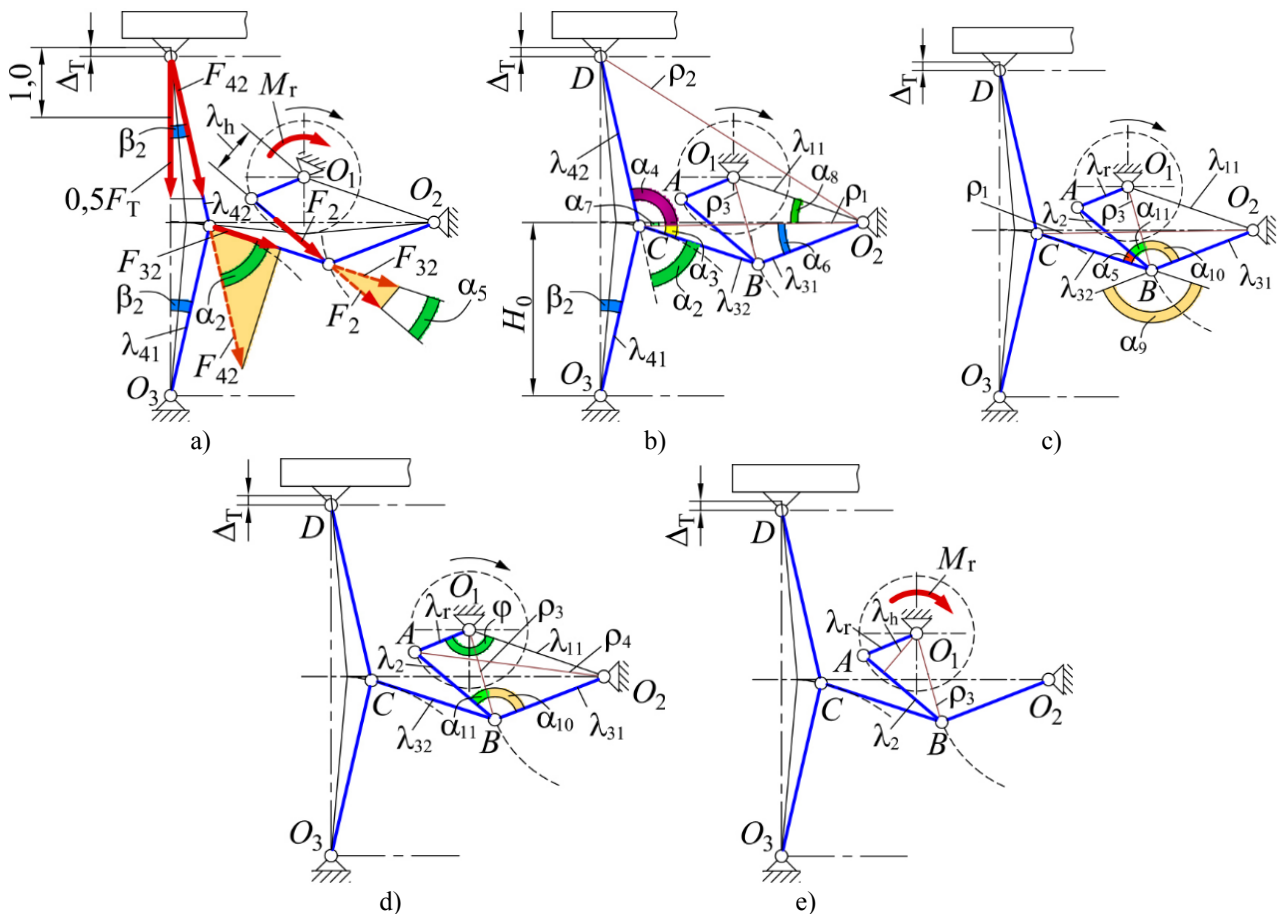 1,0
Δ_T
F_42
M_r
β_2
λ_h
O_1
O_2
0,5F_T
λ_42
F_2
F_32
F_32
α_2
α_5
F_2
β_2
λ_41
F_42
O_3
a)
Δ_T
D
ρ_2
λ_42
O_1
λ_11
α_4
A
α_8
ρ_3
ρ_1
α_7
O_2
C
α_3
α_6
B
α_2
λ_31
λ_32
H_0
β_2
λ_41
O_3
b)
Δ_T
D
O_1
λ_r
λ_11
ρ_1
A
λ_2
ρ_3
α_11
O_2
C
α_5
α_10
λ_32
B
λ_31
α_9
O_3
c)
Δ_T
D
O_1
λ_r
φ
ρ_3
A
λ_11
ρ_4
λ_2
O_2
C
α_11
α_10
λ_32
B
λ_31
O_3
d)
Δ_T
D
M_r
λ_r
λ_h
A
O_1
O_2
C
ρ_3
λ_2
B
O_3
e)